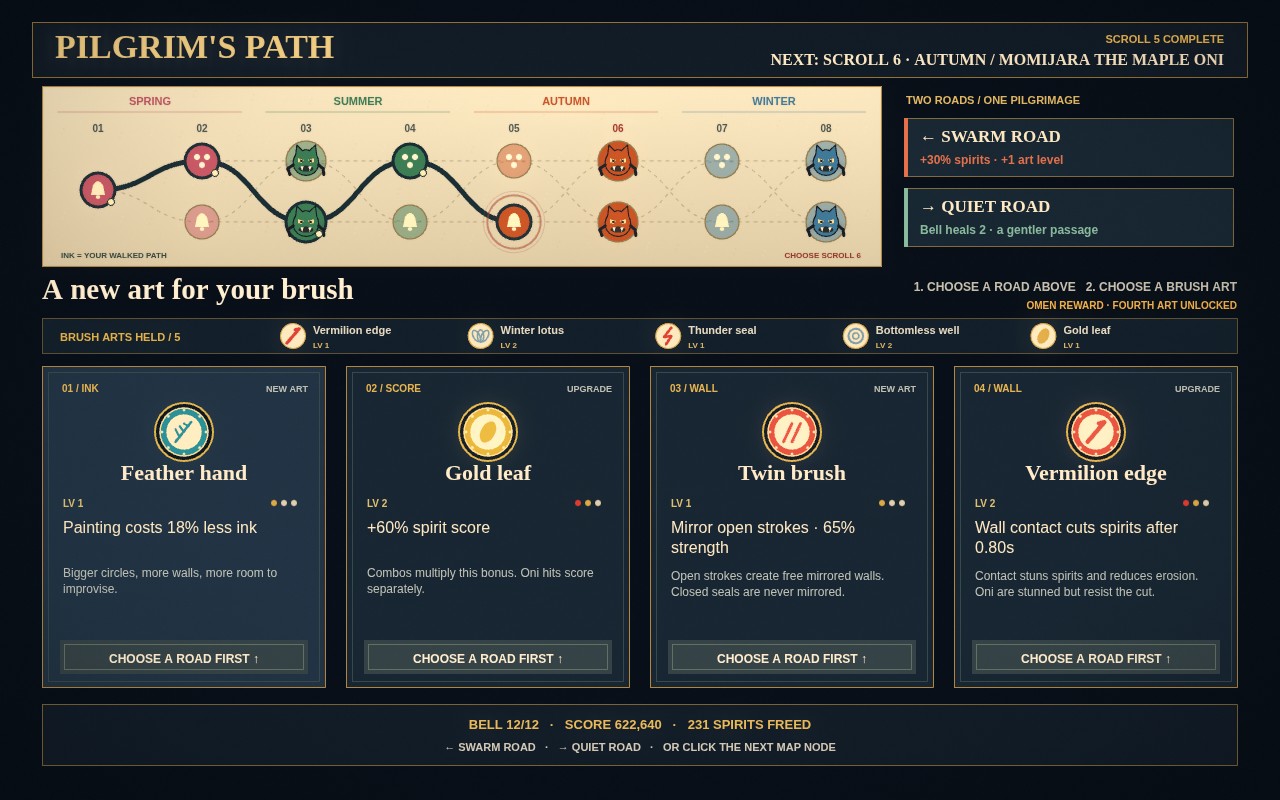 PILGRIM'S PATH
SCROLL 5 COMPLETE
NEXT: SCROLL 6 · AUTUMN / MOMIJARA THE MAPLE ONI
SPRING SUMMER AUTUMN WINTER
01 02 03 04 05 06 07 08
INK = YOUR WALKED PATH
CHOOSE SCROLL 6
TWO ROADS / ONE PILGRIMAGE
← SWARM ROAD
+30% spirits · +1 art level
→ QUIET ROAD
Bell heals 2 · a gentler passage
A new art for your brush
1. CHOOSE A ROAD ABOVE 2. CHOOSE A BRUSH ART
OMEN REWARD · FOURTH ART UNLOCKED
BRUSH ARTS HELD / 5
Vermilion edge
LV 1
Winter lotus
LV 2
Thunder seal
LV 1
Bottomless well
LV 2
Gold leaf
LV 1
01 / INK
NEW ART
Feather hand
LV 1
Painting costs 18% less ink
Bigger circles, more walls, more room to
improvise.
CHOOSE A ROAD FIRST ↑
02 / SCORE
UPGRADE
Gold leaf
LV 2
+60% spirit score
Combos multiply this bonus. Oni hits score
separately.
CHOOSE A ROAD FIRST ↑
03 / WALL
NEW ART
Twin brush
LV 1
Mirror open strokes · 65%
strength
Open strokes create free mirrored walls.
Closed seals are never mirrored.
CHOOSE A ROAD FIRST ↑
04 / WALL
UPGRADE
Vermilion edge
LV 2
Wall contact cuts spirits after
0.80s
Contact stuns spirits and reduces erosion.
Oni are stunned but resist the cut.
CHOOSE A ROAD FIRST ↑
BELL 12/12 · SCORE 622,640 · 231 SPIRITS FREED
← SWARM ROAD · → QUIET ROAD · OR CLICK THE NEXT MAP NODE